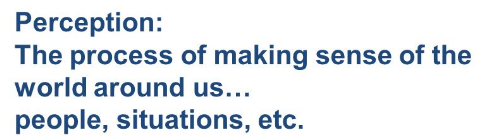 Perception:
The process of making sense of the
world around us...
people, situations, etc.